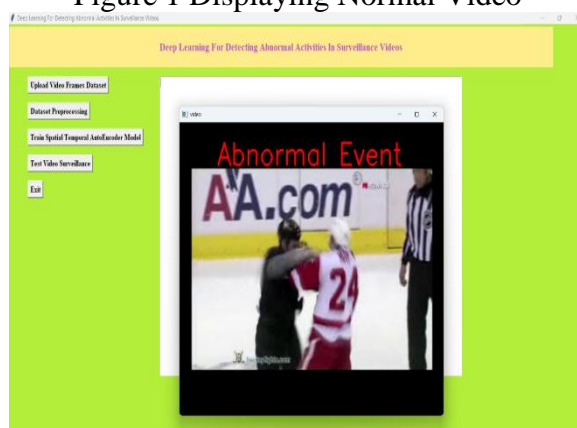 Figure 1 Displaying Normal Video
Deep Learning For Detecting Abnormal Activities In Surveillance Videos
Deep Learning For Detecting Abnormal Activities In Surveillance Videos
Upload Video Frames Dataset
Dataset Preprocessing
Train Spatial Temporal AutoEncoder Model
Test Video Surveillance
Exit
video
Abnormal Event
AA.com
24